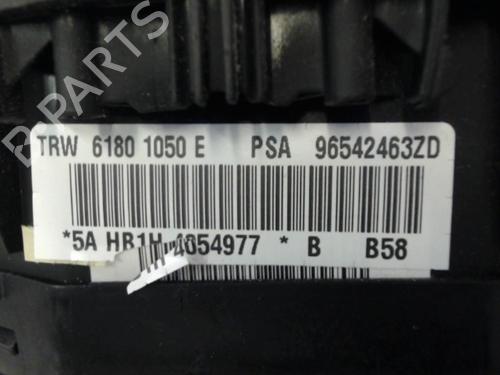 B-PARTS
TRW 6180 1050 E PSA 96542463ZD
*5A HB1H 4054977 * B B58